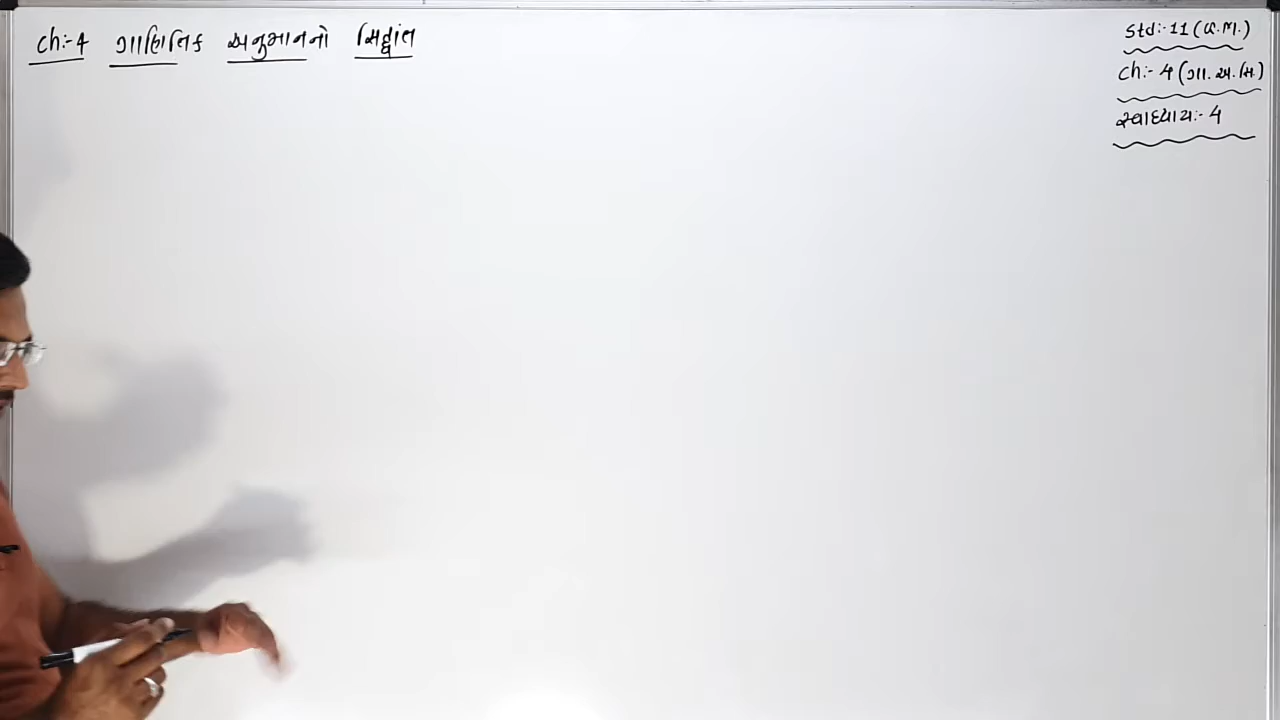 ch:-4 ગાણિતિક અનુમાનનો સિદ્ધાંત
Std:-11(G.M.)
ch:- 4(ગા. અ. સિ.)
સ્વાધ્યાય:- 4